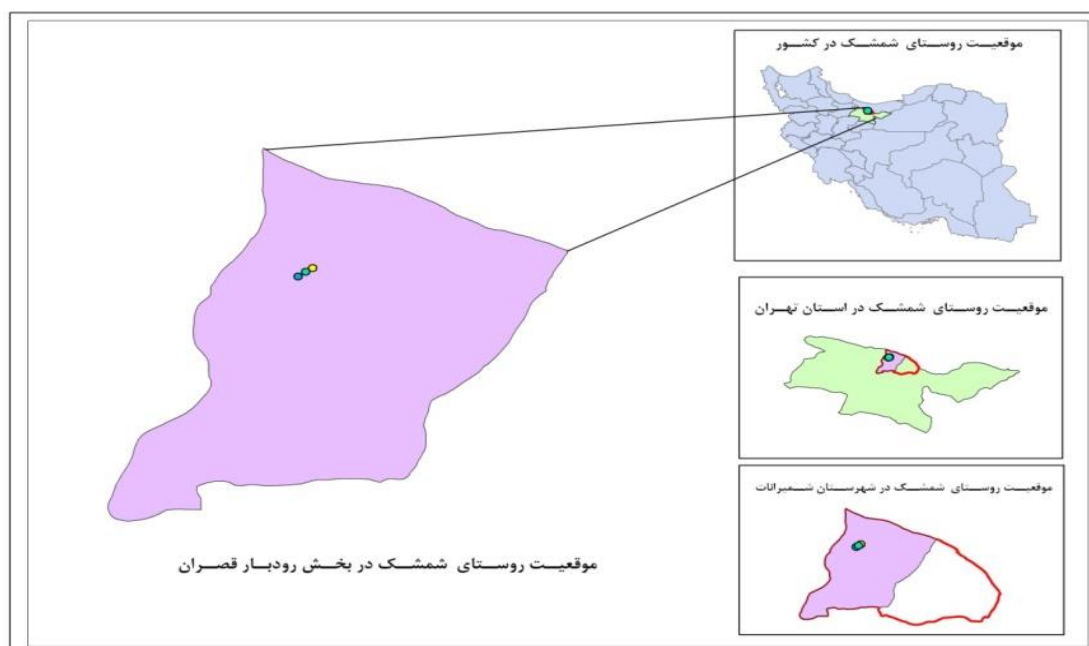 موقعیت روستای شمشک در کشور
موقعیت روستای شمشک در استان تهران
موقعیت روستای شمشک در شهرستان شمیرانات
موقعیت روستای شمشک در بخش رودبار قصران